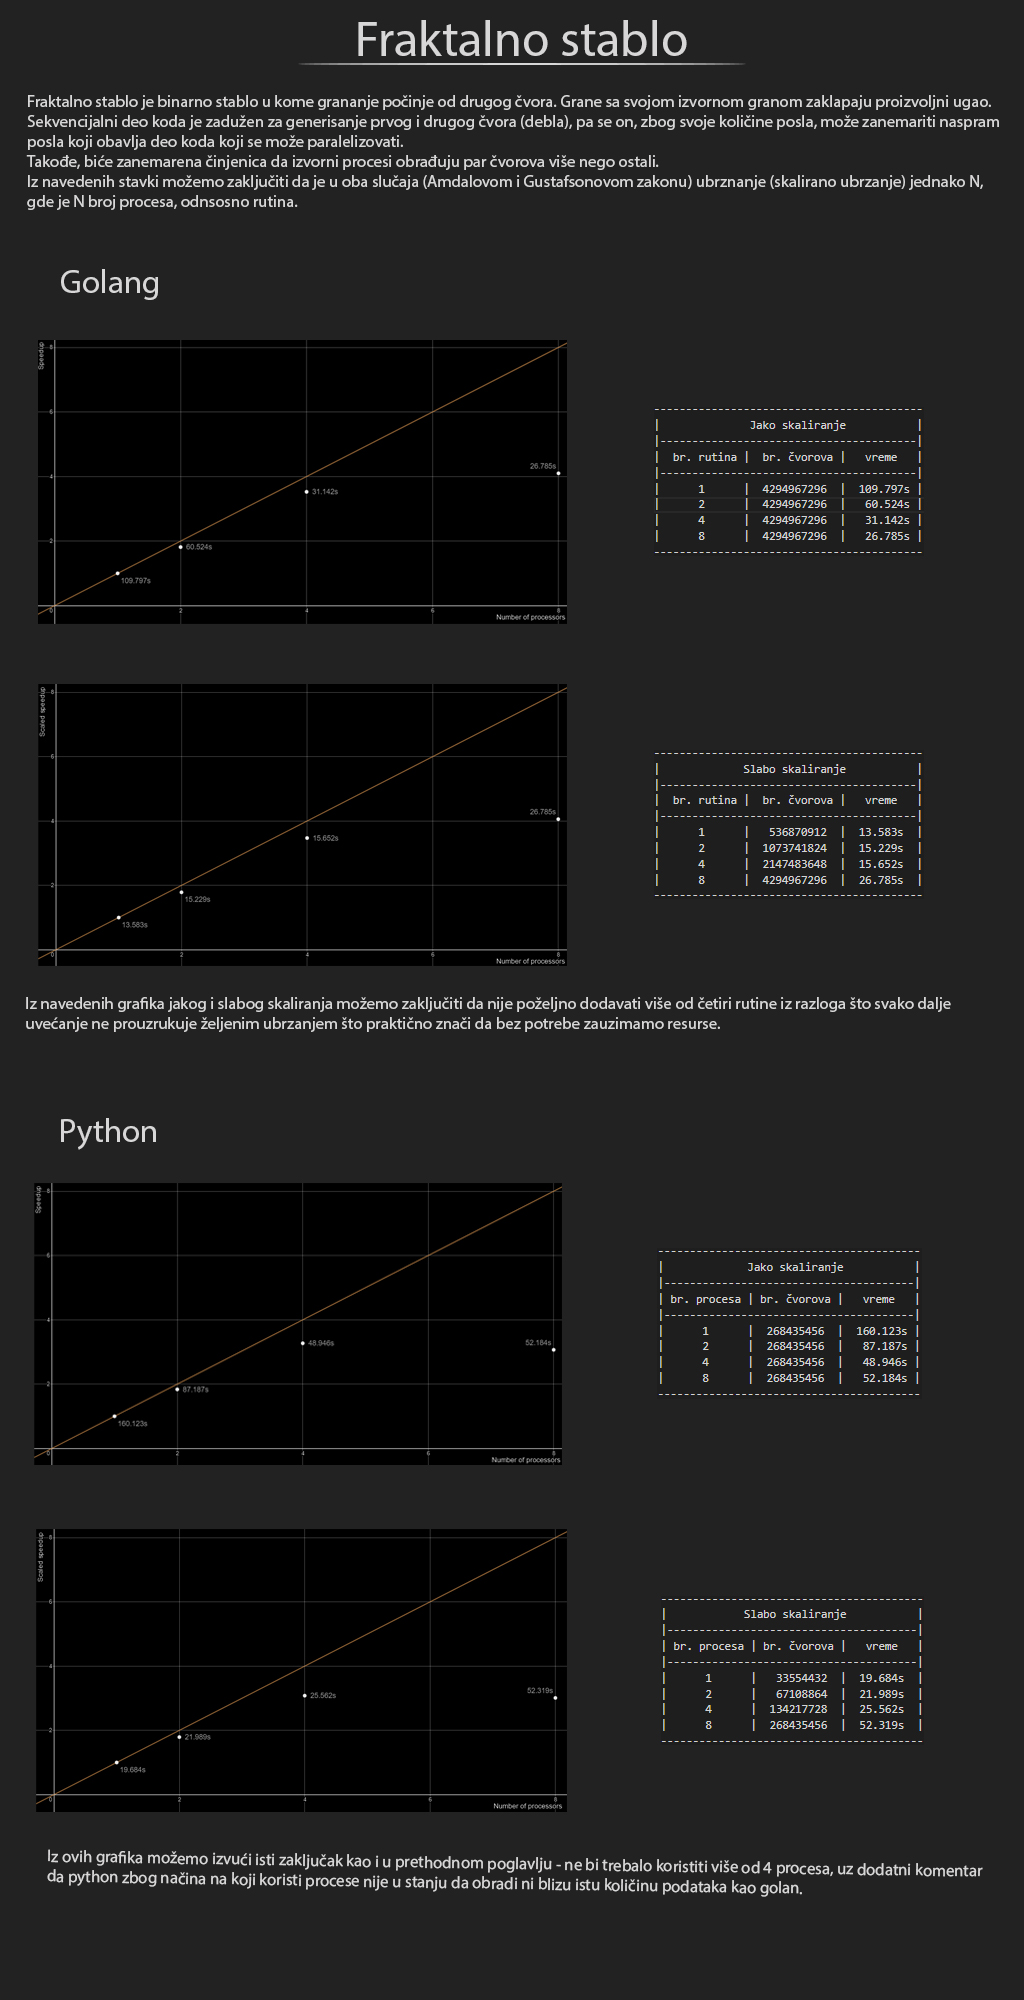 Fraktalno stablo
Fraktalno stablo je binarno stablo u kome grananje počinje od drugog čvora. Grane sa svojom izvornom granom zaklapaju proizvoljni ugao.
Sekvencijalni deo koda je zadužen za generisanje prvog i drugog čvora (debla), pa se on, zbog svoje količine posla, može zanemariti naspram
posla koji obavlja deo koda koji se može paralelizovati.
Takođe, biće zanemarena činjenica da izvorni procesi obrađuju par čvorova više nego ostali.
Iz navedenih stavki možemo zaključiti da je u oba slučaja (Amdalovom i Gustafsonovom zakonu) ubrznanje (skalirano ubrzanje) jednako N,
gde je N broj procesa, odnsosno rutina.
Golang
Speedup
8
6
4
2
0
2
4
6
8
109.797s
60.524s
31.142s
26.785s
Number of processors
------------------------------------------
| Jako skaliranje |
|----------------------------------------|
| br. rutina | br. čvorova | vreme |
|----------------------------------------|
| 1 | 4294967296 | 109.797s |
| 2 | 4294967296 | 60.524s |
| 4 | 4294967296 | 31.142s |
| 8 | 4294967296 | 26.785s |
------------------------------------------
Scaled speedup
8
6
4
2
0
2
4
6
8
13.583s
15.229s
15.652s
26.785s
Number of processors
------------------------------------------
| Slabo skaliranje |
|----------------------------------------|
| br. rutina | br. čvorova | vreme |
|----------------------------------------|
| 1 | 536870912 | 13.583s |
| 2 | 1073741824 | 15.229s |
| 4 | 2147483648 | 15.652s |
| 8 | 4294967296 | 26.785s |
------------------------------------------
Iz navedenih grafika jakog i slabog skaliranja možemo zaključiti da nije poželjno dodavati više od četiri rutine iz razloga što svako dalje
uvećanje ne prouzrukuje željenim ubrzanjem što praktično znači da bez potrebe zauzimamo resurse.
Python
Speedup
8
6
4
2
0
2
4
6
8
160.123s
87.187s
48.946s
52.184s
Number of processors
-----------------------------------------
| Jako skaliranje |
|---------------------------------------|
| br. procesa | br. čvorova | vreme |
|---------------------------------------|
| 1 | 268435456 | 160.123s |
| 2 | 268435456 | 87.187s |
| 4 | 268435456 | 48.946s |
| 8 | 268435456 | 52.184s |
-----------------------------------------
Scaled speedup
8
6
4
2
0
2
4
6
8
19.684s
21.989s
25.562s
52.319s
Number of processors
-----------------------------------------
| Slabo skaliranje |
|---------------------------------------|
| br. procesa | br. čvorova | vreme |
|---------------------------------------|
| 1 | 33554432 | 19.684s |
| 2 | 67108864 | 21.989s |
| 4 | 134217728 | 25.562s |
| 8 | 268435456 | 52.319s |
-----------------------------------------
Iz ovih grafika možemo izvući isti zaključak kao i u prethodnom poglavlju - ne bi trebalo koristiti više od 4 procesa, uz dodatni komentar
da python zbog načina na koji koristi procese nije u stanju da obradi ni blizu istu količinu podataka kao golan.